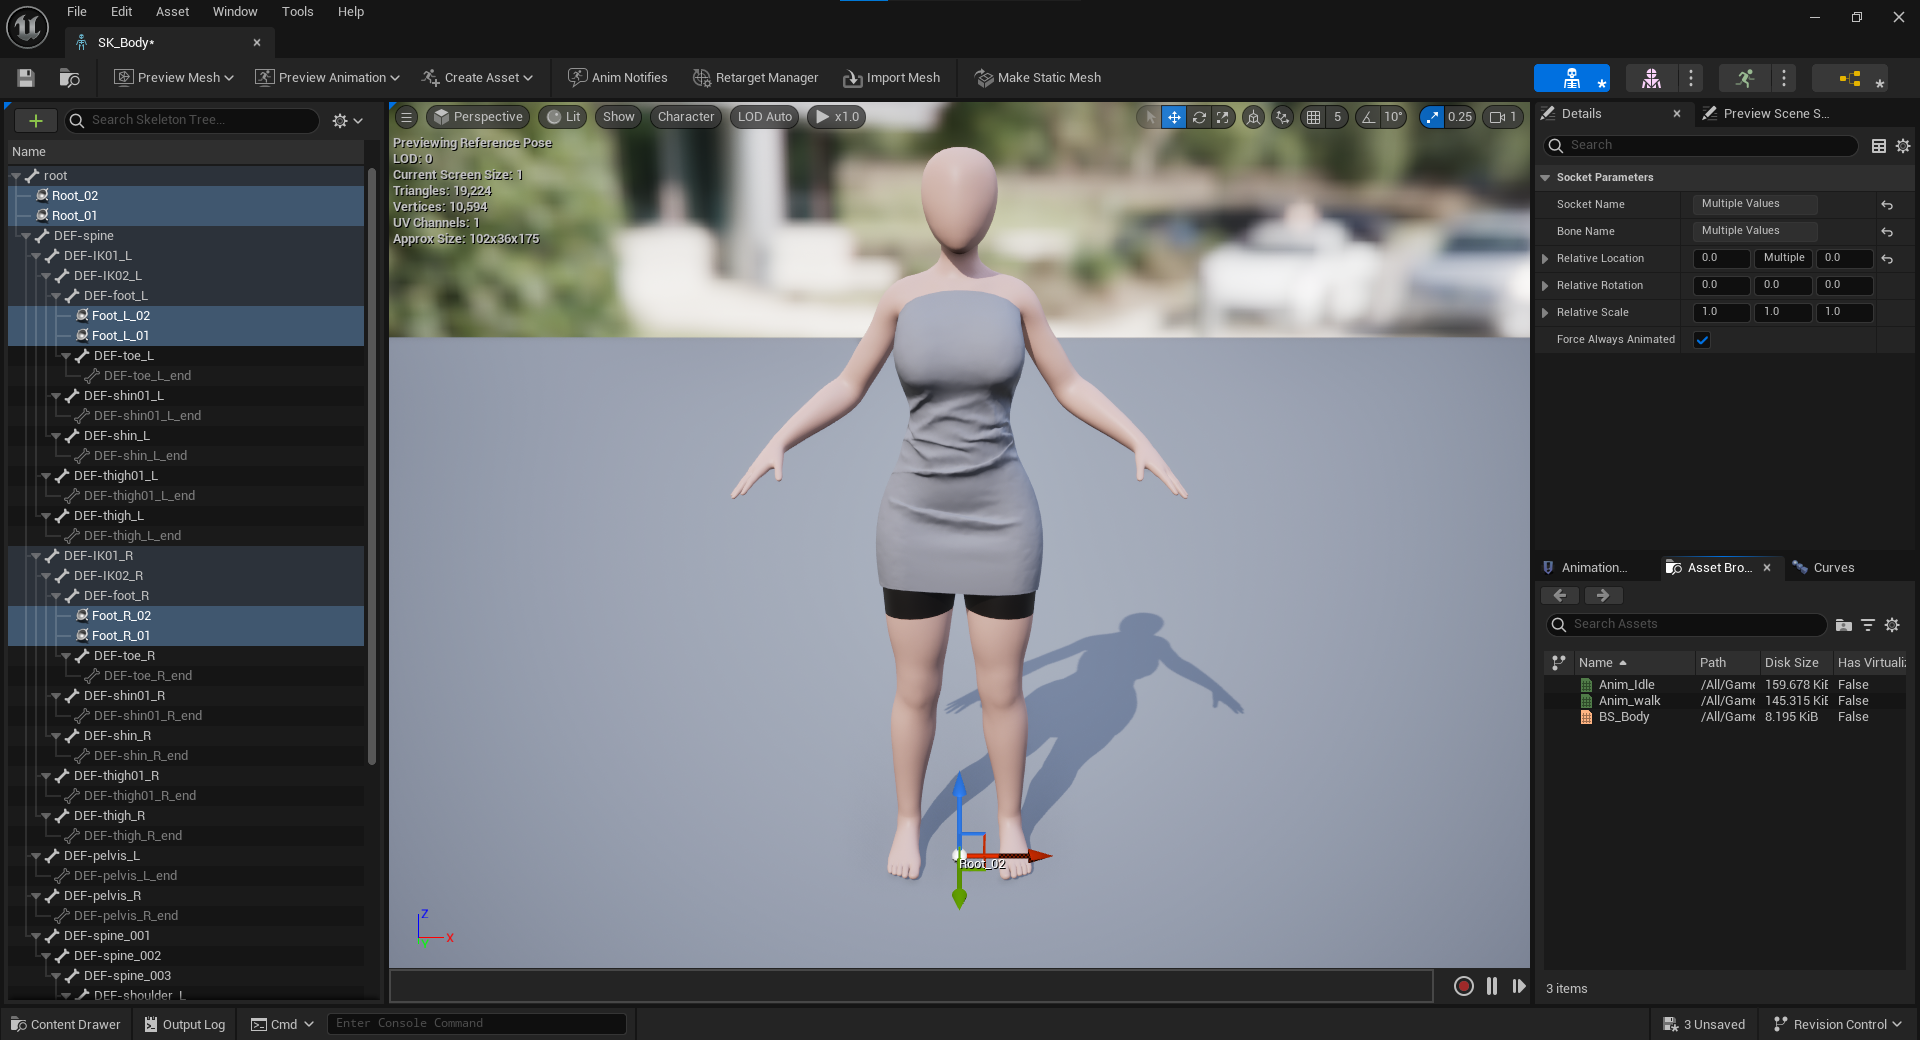 File Edit Asset Window Tools Help
SK_Body*
Preview Mesh Preview Animation Create Asset Anim Notifies Retarget Manager Import Mesh Make Static Mesh
Search Skeleton Tree...
Name
root
Root_02
Root_01
DEF-spine
DEF-IK01_L
DEF-IK02_L
DEF-foot_L
Foot_L_02
Foot_L_01
DEF-toe_L
DEF-toe_L_end
DEF-shin01_L
DEF-shin01_L_end
DEF-shin_L
DEF-shin_L_end
DEF-thigh01_L
DEF-thigh01_L_end
DEF-thigh_L
DEF-thigh_L_end
DEF-IK01_R
DEF-IK02_R
DEF-foot_R
Foot_R_02
Foot_R_01
DEF-toe_R
DEF-toe_R_end
DEF-shin01_R
DEF-shin01_R_end
DEF-shin_R
DEF-shin_R_end
DEF-thigh01_R
DEF-thigh01_R_end
DEF-thigh_R
DEF-thigh_R_end
DEF-pelvis_L
DEF-pelvis_L_end
DEF-pelvis_R
DEF-pelvis_R_end
DEF-spine_001
DEF-spine_002
DEF-spine_003
DEF-shoulder_L
Perspective Lit Show Character LOD Auto x1.0 5 10° 0.25 1
Previewing Reference Pose
LOD: 0
Current Screen Size: 1
Triangles: 19,224
Vertices: 10,594
UV Channels: 1
Approx Size: 102x36x175
Root_02
Z
X
Y
Details Preview Scene S...
Search
Socket Parameters
Socket Name Multiple Values
Bone Name Multiple Values
Relative Location 0.0 Multiple 0.0
Relative Rotation 0.0 0.0 0.0
Relative Scale 1.0 1.0 1.0
Force Always Animated
Animation... Asset Bro... Curves
Search Assets
Name Path Disk Size Has Virtualiz
Anim_Idle /All/Game 159.678 KiB False
Anim_walk /All/Game 145.315 KiB False
BS_Body /All/Game 8.195 KiB False
3 items
Content Drawer Output Log Cmd Enter Console Command 3 Unsaved Revision Control